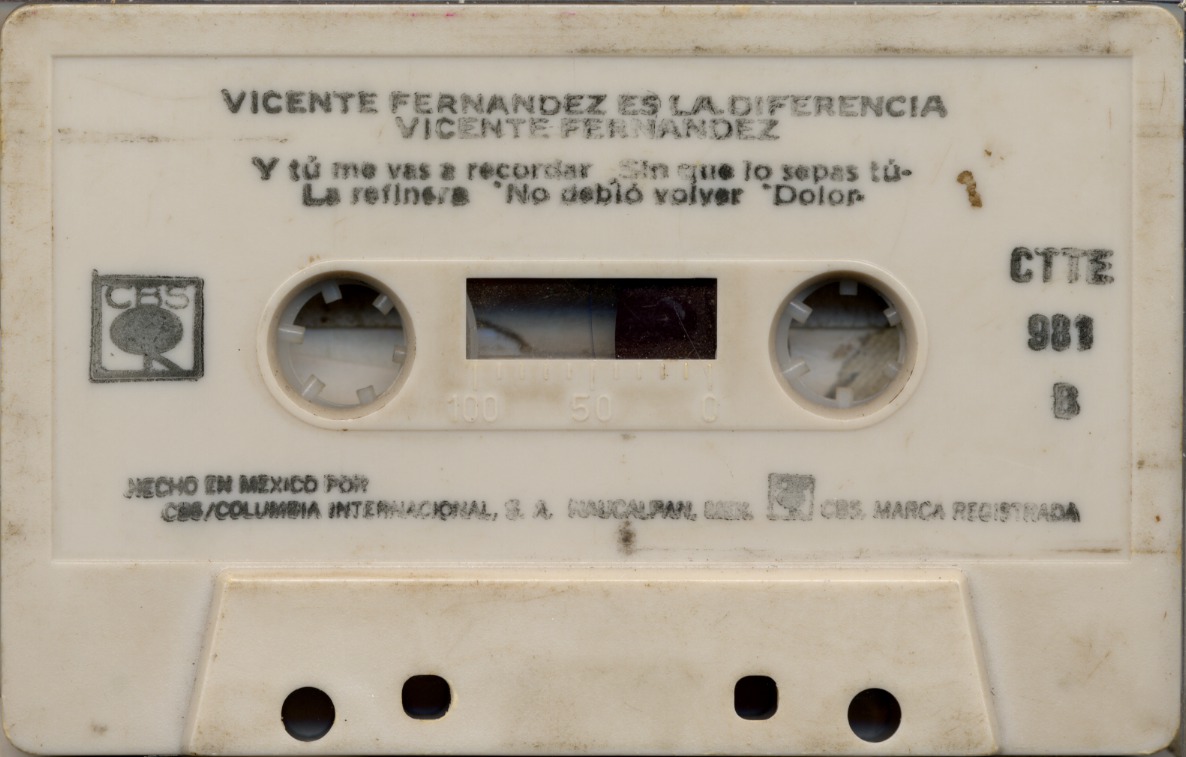 VICENTE FERNANDEZ ES LA DIFERENCIA
VICENTE FERNANDEZ
Y tú me vas a recordar - Sin que lo sepas tú-
La refinera - No debió volver - Dolor-
CBS
CTTE
981
B
100 50 0
HECHO EN MEXICO POR
CBS/COLUMBIA INTERNACIONAL, S. A. NAUCALPAN, MEX. CBS. MARCA REGISTRADA